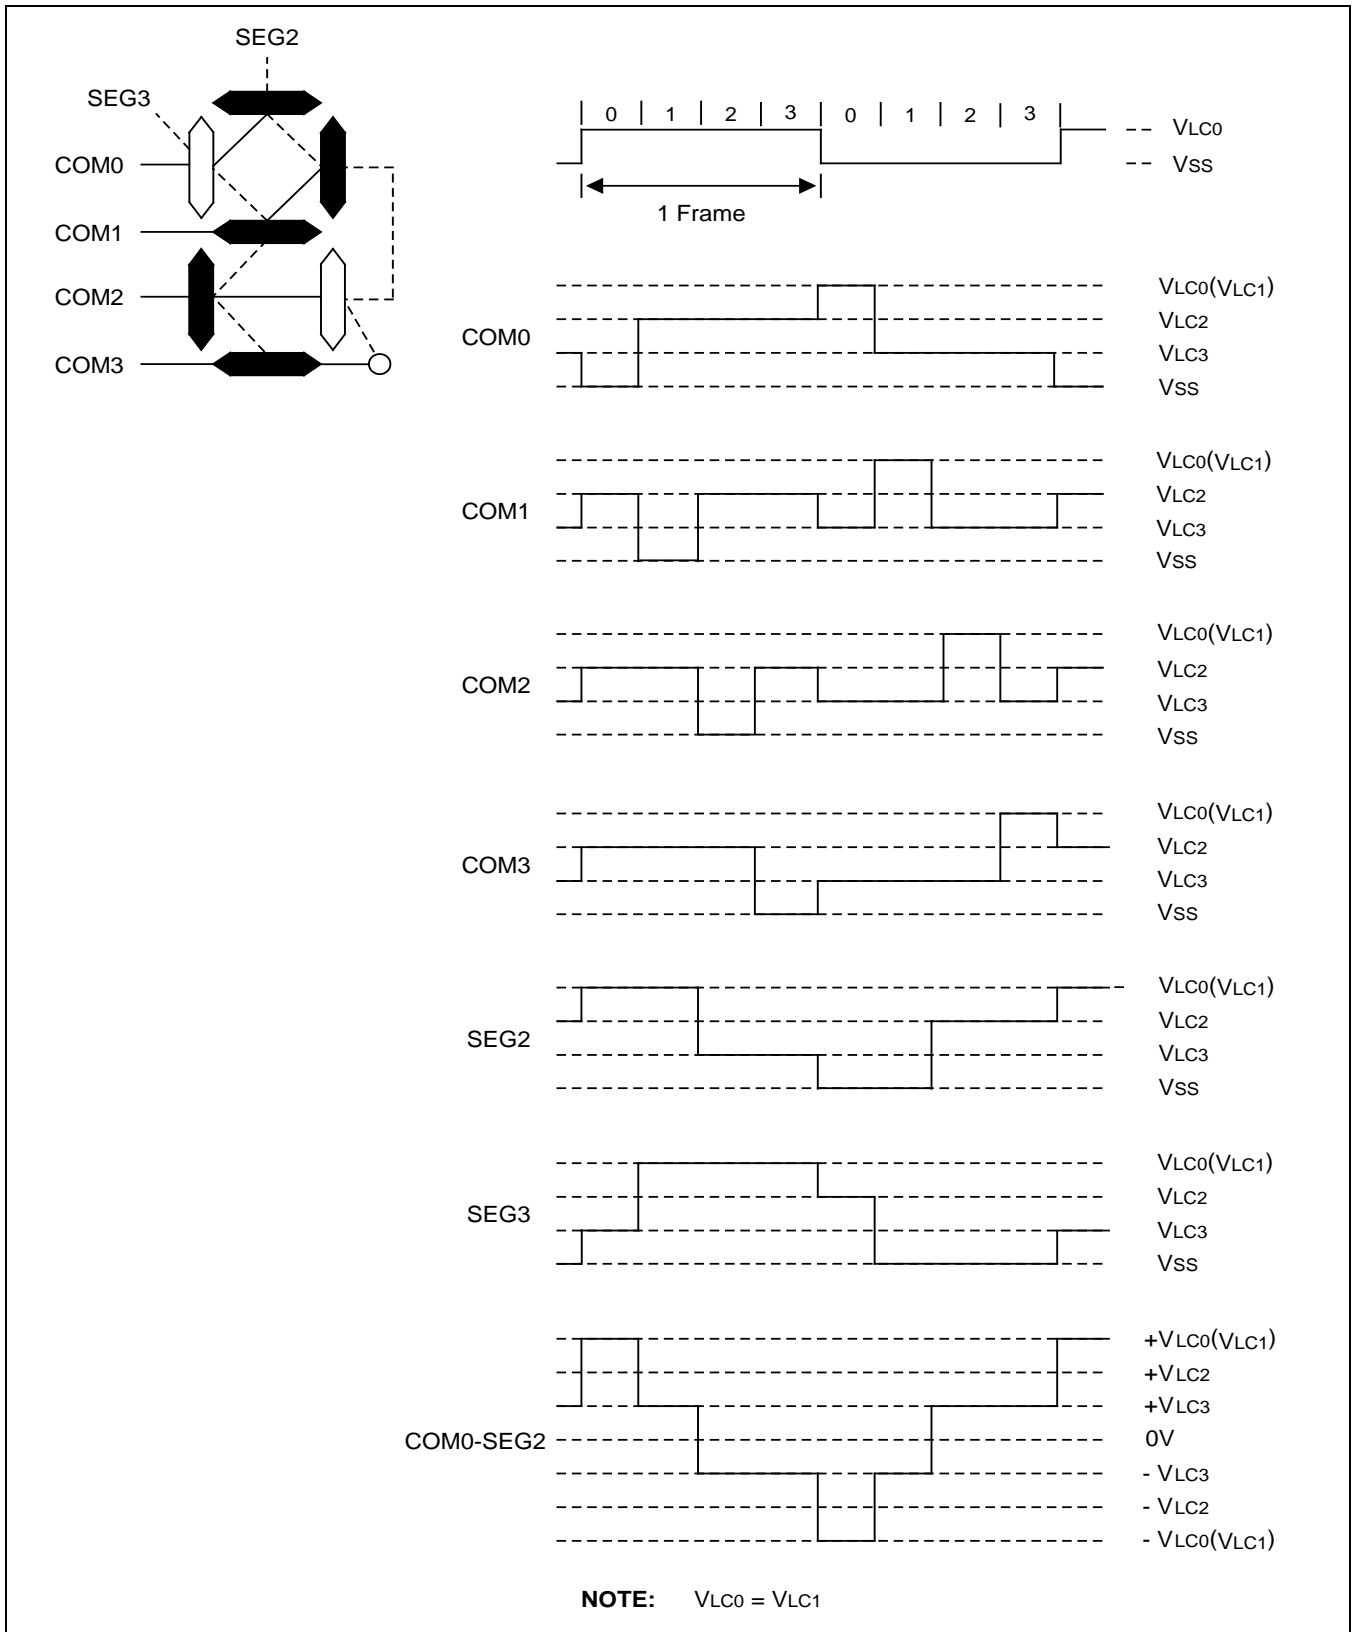 SEG2
SEG3
COM0
COM1
COM2
COM3
0 1 2 3 0 1 2 3
VLC0
VSS
1 Frame
COM0
VLC0(VLC1)
VLC2
VLC3
VSS
COM1
VLC0(VLC1)
VLC2
VLC3
VSS
COM2
VLC0(VLC1)
VLC2
VLC3
VSS
COM3
VLC0(VLC1)
VLC2
VLC3
VSS
SEG2
VLC0(VLC1)
VLC2
VLC3
VSS
SEG3
VLC0(VLC1)
VLC2
VLC3
VSS
COM0-SEG2
+VLC0(VLC1)
+VLC2
+VLC3
0V
- VLC3
- VLC2
- VLC0(VLC1)
NOTE: VLC0 = VLC1